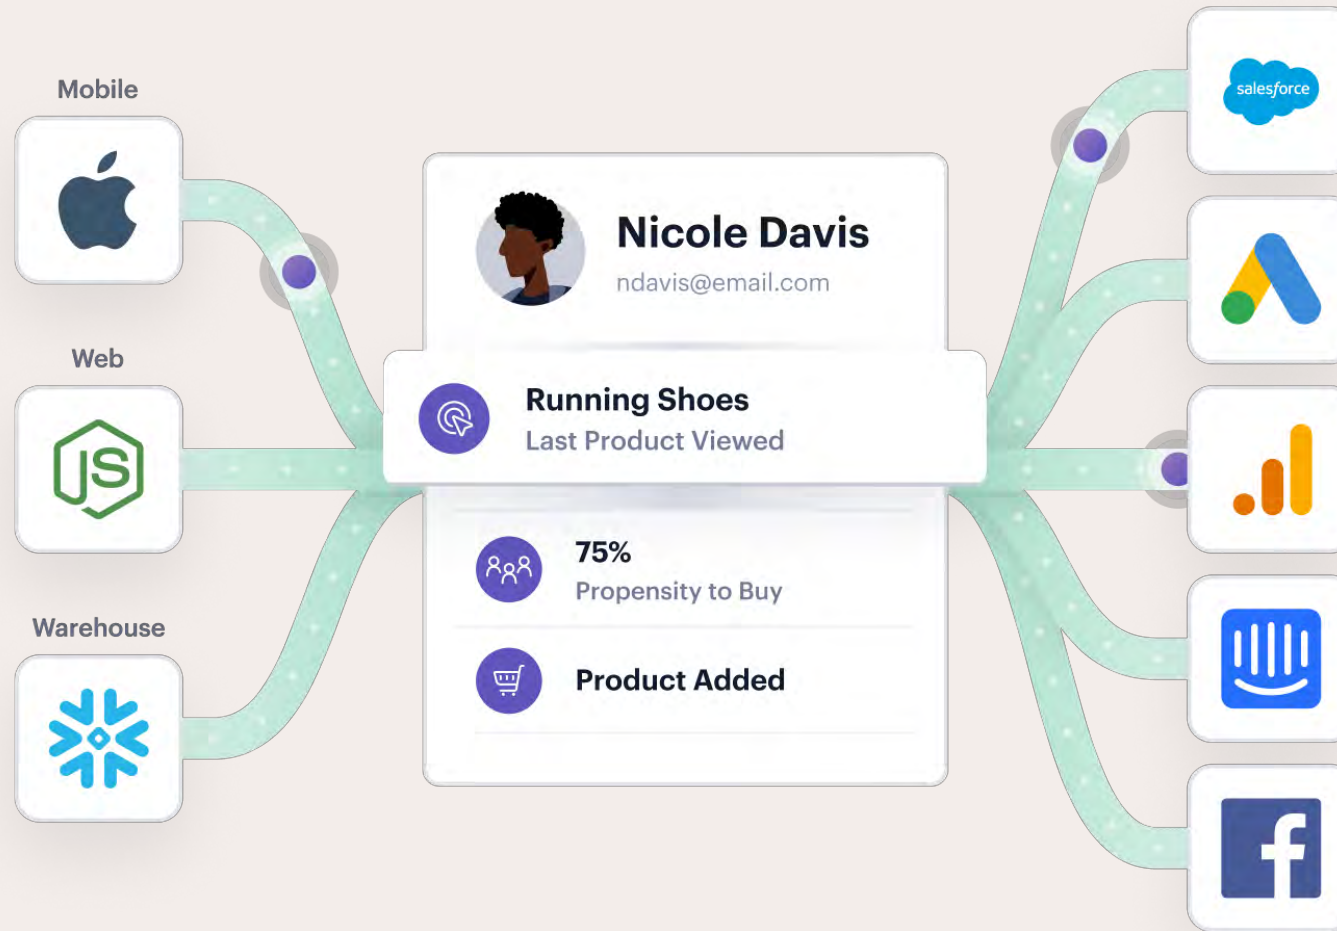 Mobile
Web
JS
Warehouse
Nicole Davis
ndavis@email.com
Running Shoes
Last Product Viewed
75%
Propensity to Buy
Product Added
salesforce
f